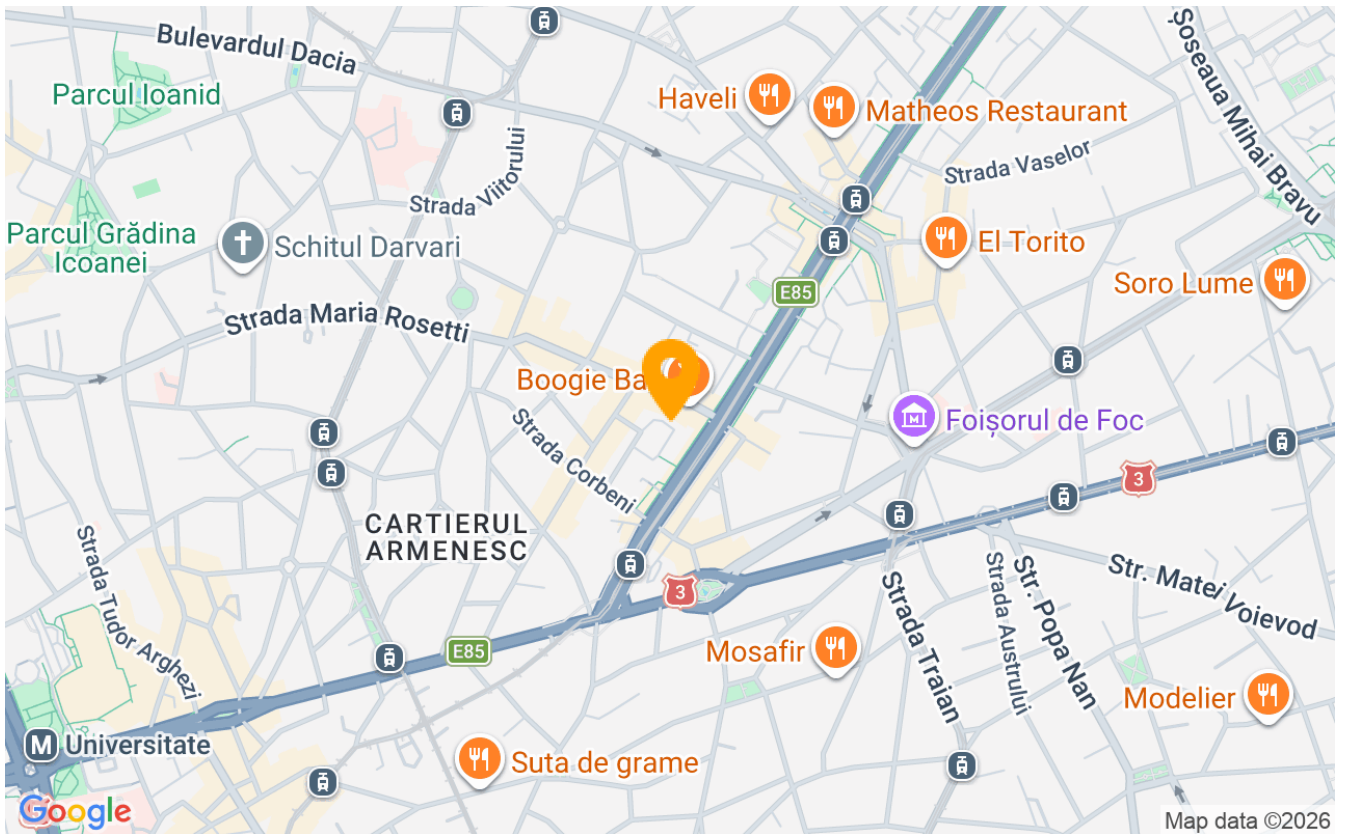 Bulevardul Dacia
Parcul Ioanid
Haveli
Matheos Restaurant
Șoseaua Mihai Bravu
Strada Vaselor
Strada Viitorului
Parcul Grădina
Icoanei
Schitul Darvari
El Torito
Soro Lume
E85
Strada Maria Rosetti
Boogie Ba
Foișorul de Foc
Strada Corbeni
3
CARTIERUL
ARMENESC
Strada Tudor Arghezi
3
Str. Matei Voievod
Strada Traian
Strada Austrului
Str. Popa Nan
E85
Mosafir
Modelier
M
Universitate
Suta de grame
Google
Map data ©2026